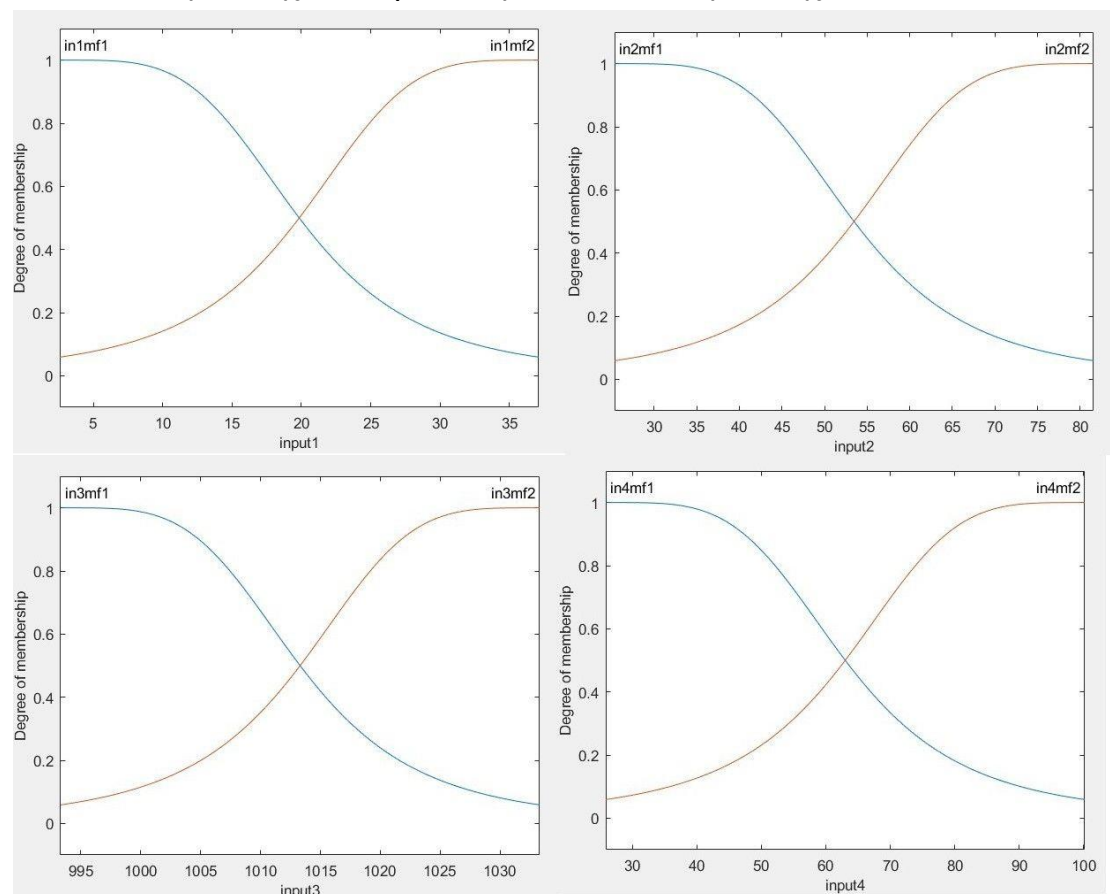 in1mf1 in1mf2
1
0.8
0.6
0.4
0.2
0
Degree of membership
5 10 15 20 25 30 35
input1
in2mf1 in2mf2
1
0.8
0.6
0.4
0.2
0
Degree of membership
30 35 40 45 50 55 60 65 70 75 80
input2
in3mf1 in3mf2
1
0.8
0.6
0.4
0.2
0
Degree of membership
995 1000 1005 1010 1015 1020 1025 1030
input3
in4mf1 in4mf2
1
0.8
0.6
0.4
0.2
0
Degree of membership
30 40 50 60 70 80 90 100
input4